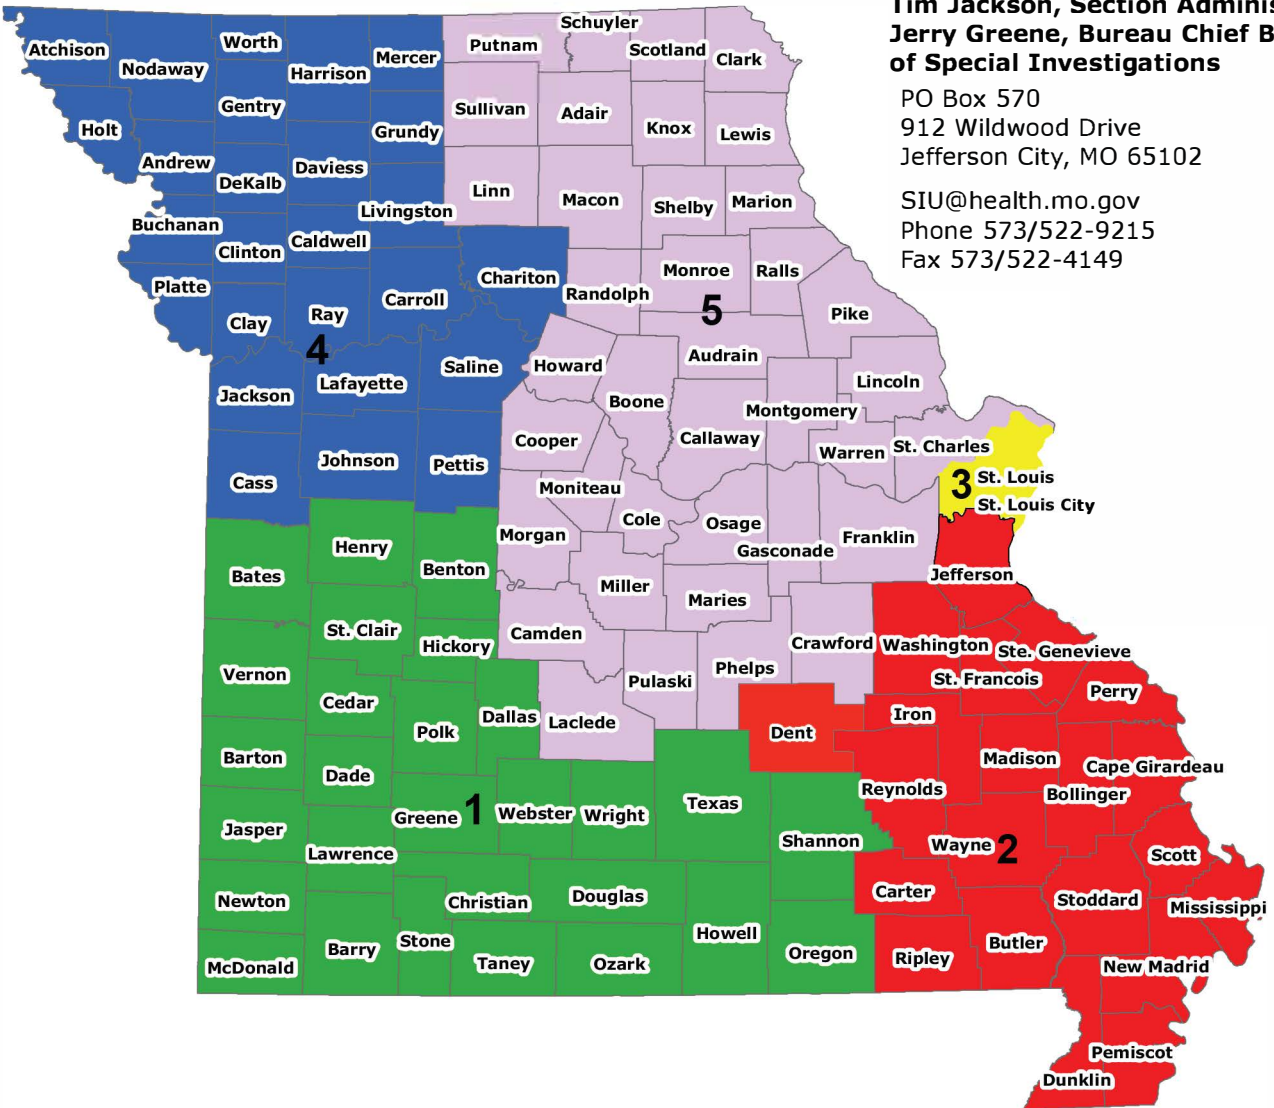 Tim Jackson, Section Adminis
Jerry Greene, Bureau Chief B
of Special Investigations
PO Box 570
912 Wildwood Drive
Jefferson City, MO 65102
SIU@health.mo.gov
Phone 573/522-9215
Fax 573/522-4149
Atchison
Nodaway
Worth
Harrison
Mercer
Putnam
Schuyler
Scotland
Clark
Holt
Gentry
Grundy
Sullivan
Adair
Knox
Lewis
Andrew
DeKalb
Daviess
Livingston
Linn
Macon
Shelby
Marion
Buchanan
Clinton
Caldwell
Chariton
Randolph
Monroe
Ralls
Platte
Clay
Ray
Carroll
5
Pike
4
Saline
Howard
Audrain
Lincoln
Jackson
Lafayette
Boone
Montgomery
Cooper
Callaway
Warren
St. Charles
Cass
Johnson
Pettis
Moniteau
3
St. Louis
St. Louis City
Morgan
Cole
Osage
Gasconade
Franklin
Henry
Benton
Bates
Miller
Maries
Jefferson
St. Clair
Hickory
Camden
Crawford
Washington
Ste. Genevieve
Vernon
Pulaski
Phelps
St. Francois
Perry
Cedar
Polk
Dallas
Laclede
Dent
Iron
Barton
Dade
Madison
Cape Girardeau
Reynolds
Bollinger
Greene
1
Webster
Wright
Texas
Jasper
Lawrence
Shannon
Wayne
2
Scott
Newton
Christian
Douglas
Carter
Stoddard
Mississippi
Barry
Stone
Howell
McDonald
Taney
Ozark
Oregon
Ripley
Butler
New Madrid
Pemiscot
Dunklin